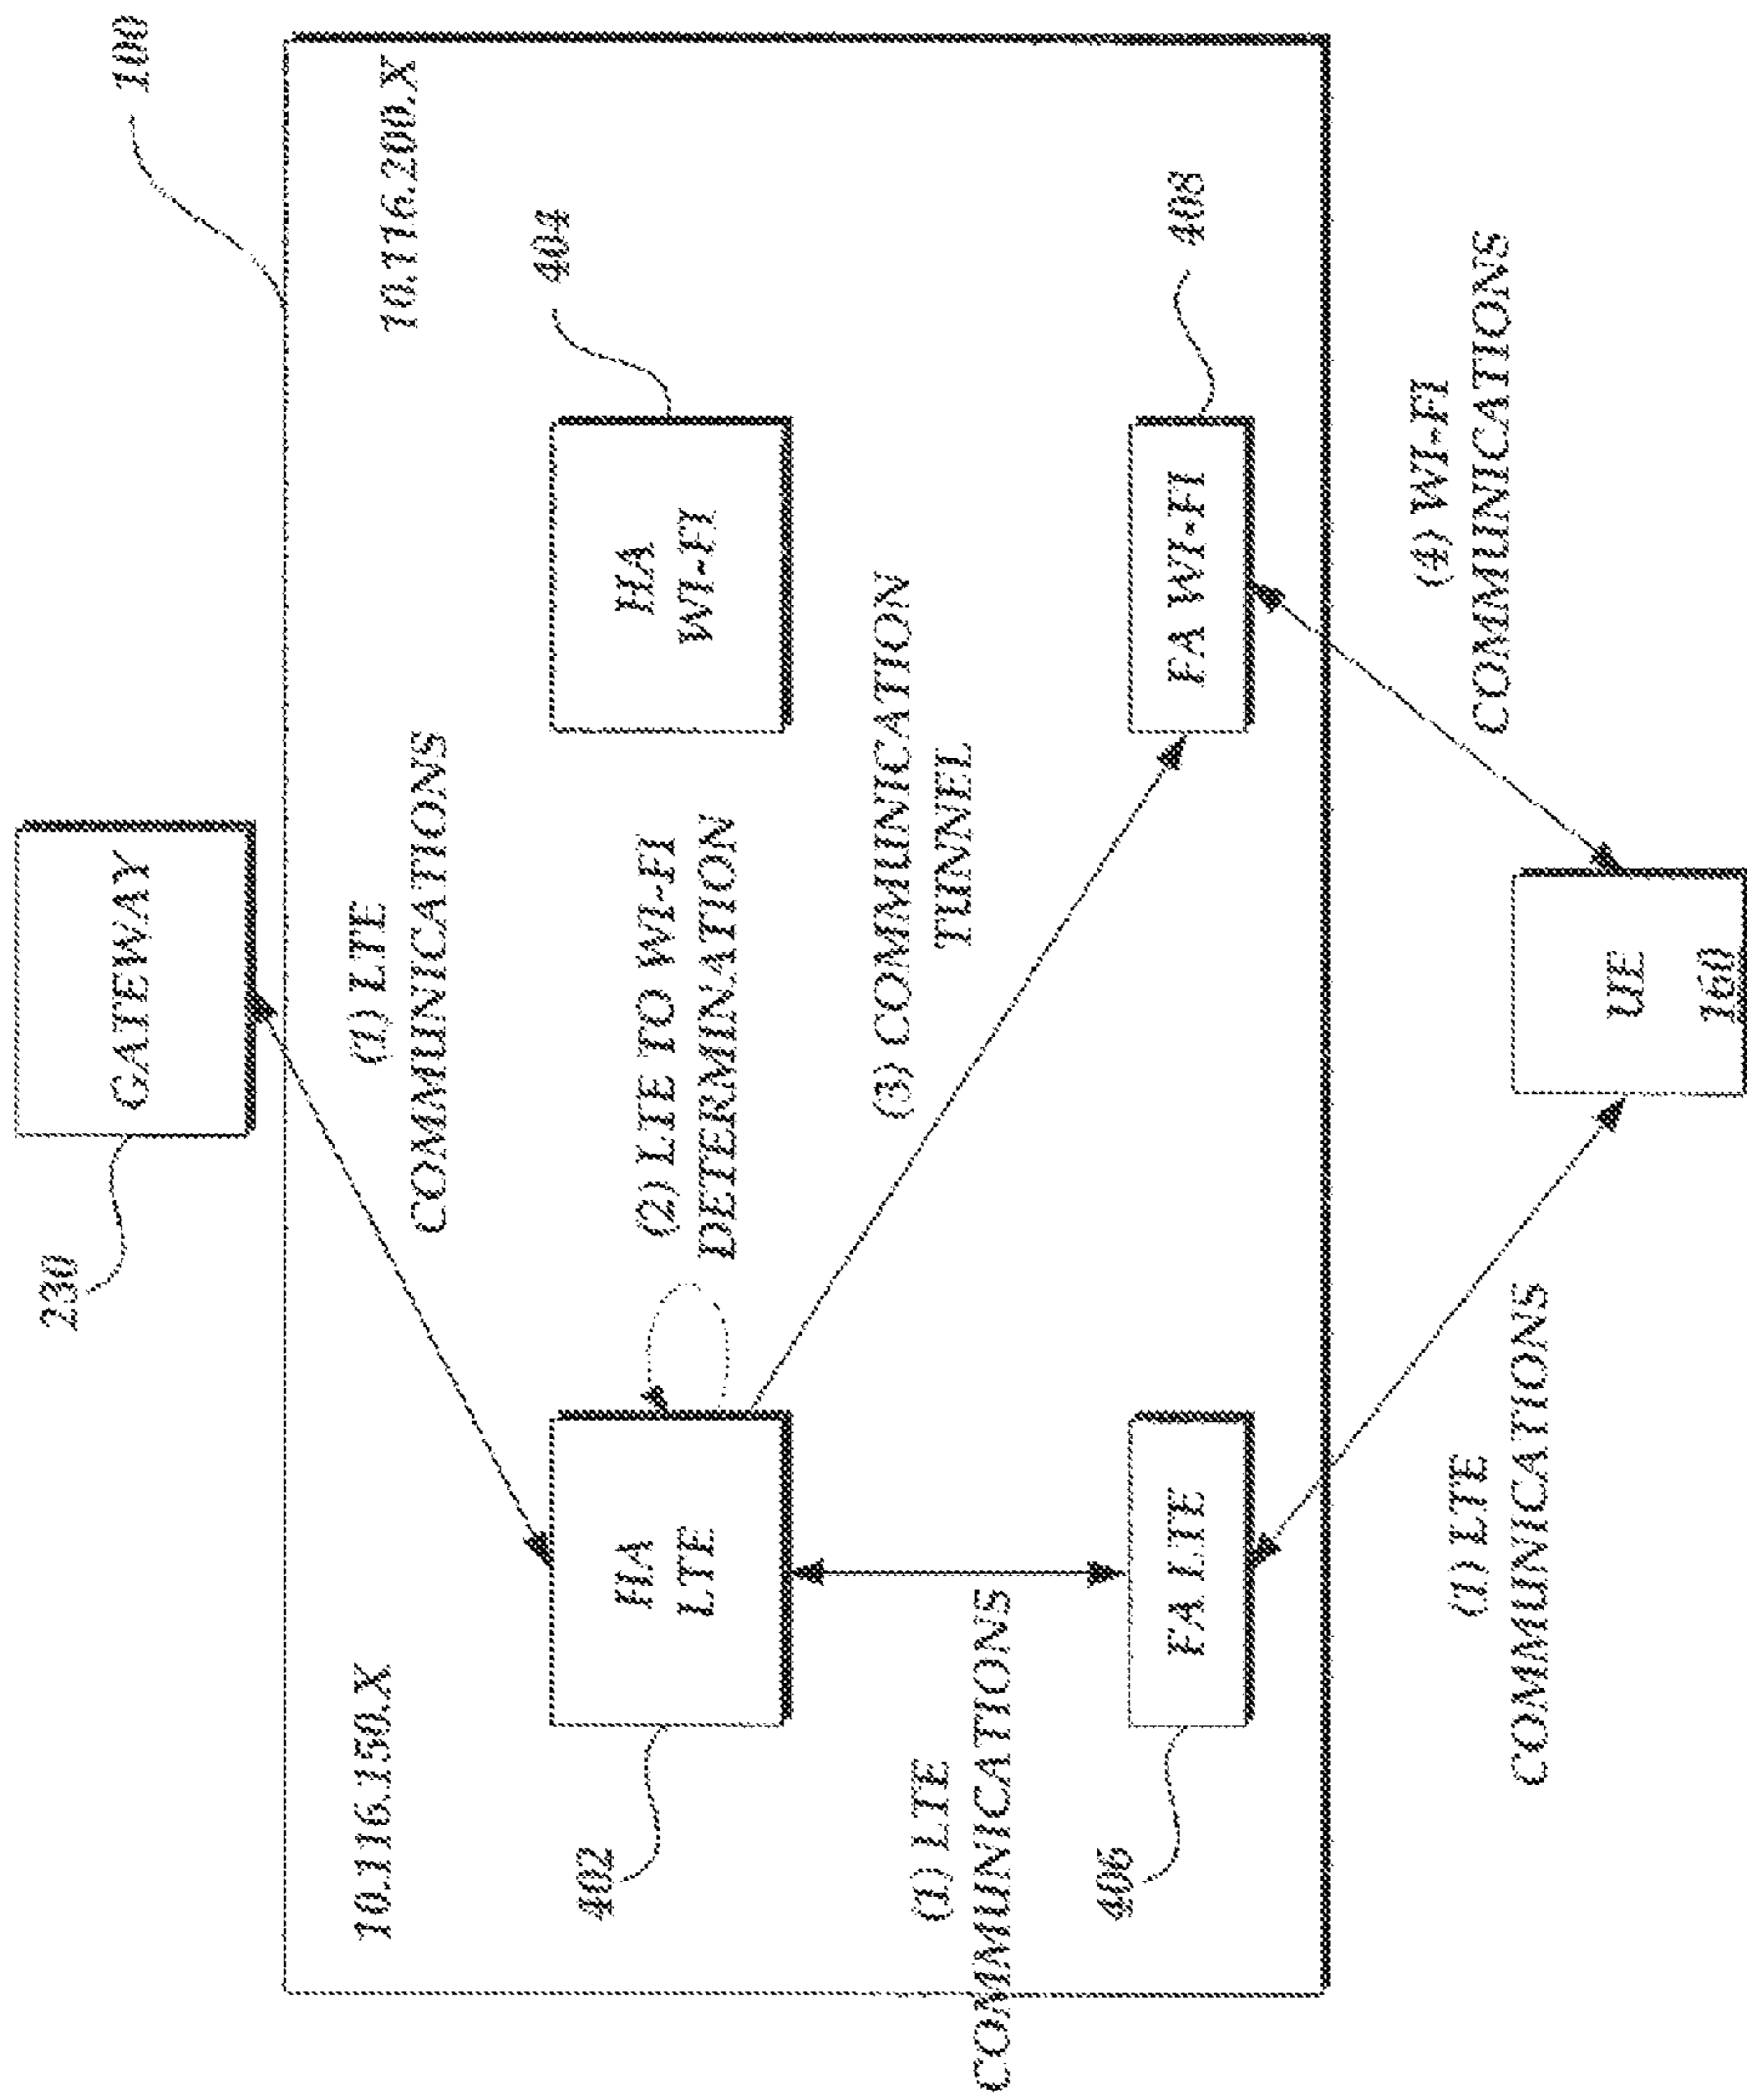 230
GATEWAY
100
10.116.150.X
(1) LTE
COMMUNICATIONS
10.116.200.X
402
HA
LTE
(2) LTE TO WI-FI
DETERMINATION
HA
WI-FI
404
(1) LTE
COMMUNICATIONS
(3) COMMUNICATION
TUNNEL
406
FA LTE
FA WI-FI
408
(1) LTE
COMMUNICATIONS
(4) WI-FI
COMMUNICATIONS
UE
160